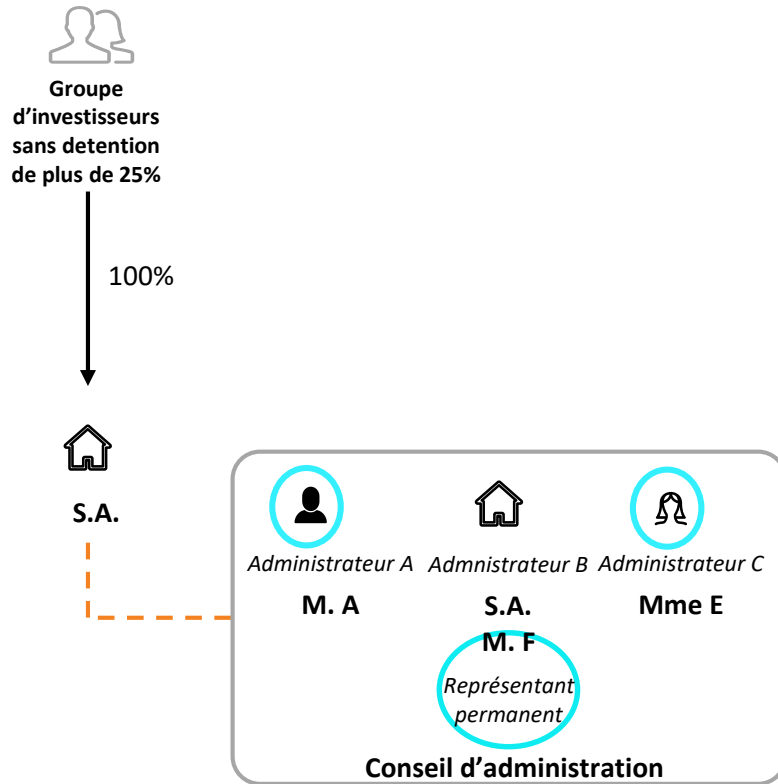 Groupe
d'investisseurs
sans detention
de plus de 25%
100%
S.A.
Administrateur A
Admnistrateur B
Administrateur C
M. A
S.A.
Mme E
M. F
Représentant
permanent
Conseil d'administration